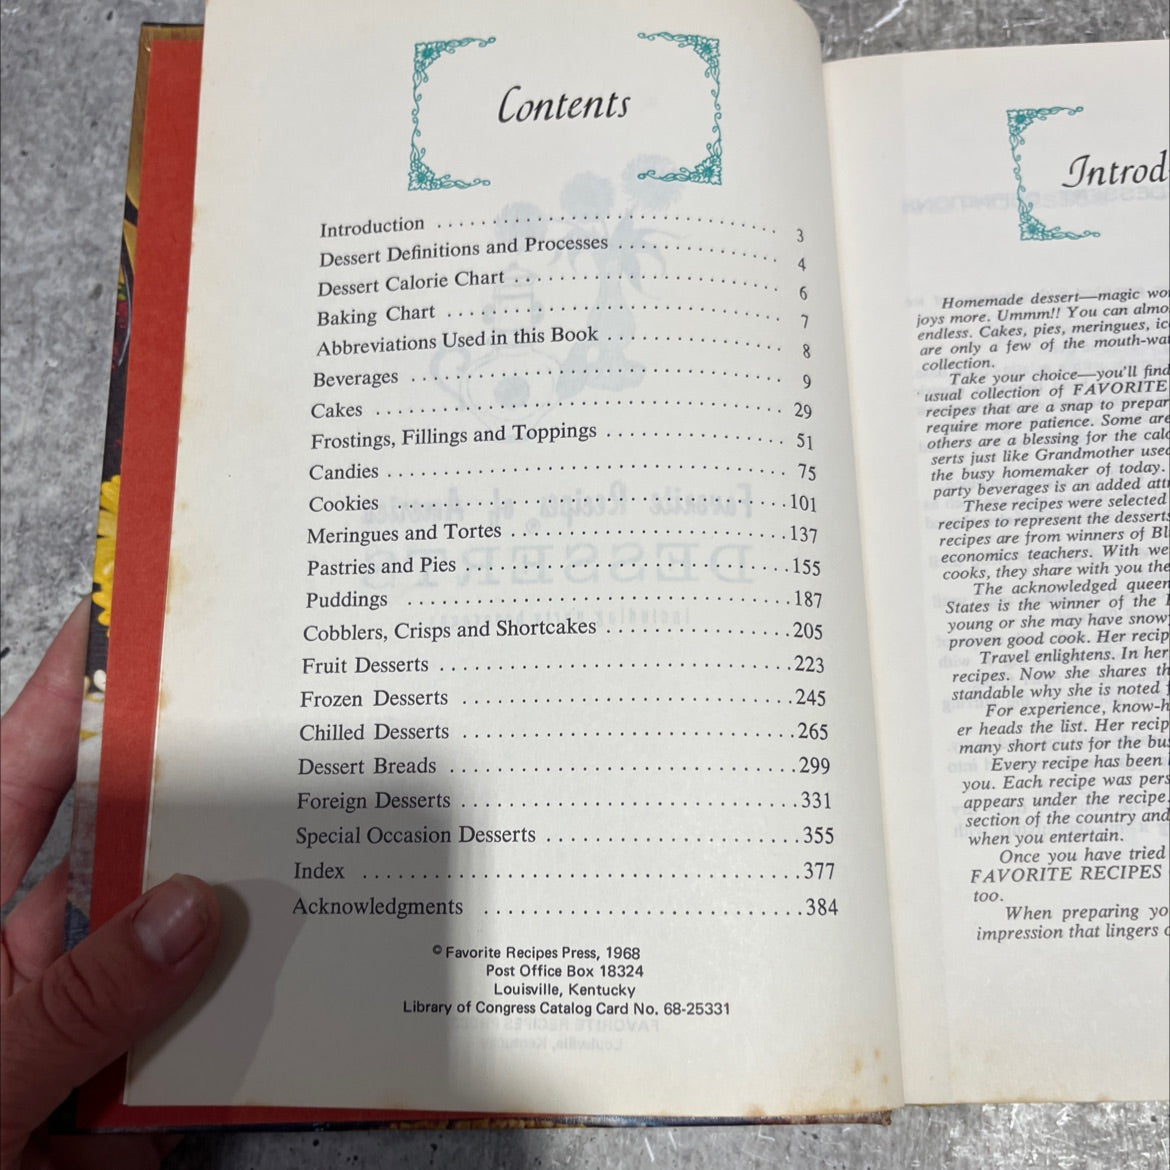 Contents
Introduction . . . . . . . . . . . . . . . . . . . . . . . 3
Dessert Definitions and Processes . . . . . . . . . . . 4
Dessert Calorie Chart . . . . . . . . . . . . . . . . . . 6
Baking Chart . . . . . . . . . . . . . . . . . . . . . . . 7
Abbreviations Used in this Book . . . . . . . . . . . . 8
Beverages . . . . . . . . . . . . . . . . . . . . . . . . . 9
Cakes . . . . . . . . . . . . . . . . . . . . . . . . . . . 29
Frostings, Fillings and Toppings . . . . . . . . . . . . 51
Candies . . . . . . . . . . . . . . . . . . . . . . . . . . 75
Cookies . . . . . . . . . . . . . . . . . . . . . . . . . . 101
Meringues and Tortes . . . . . . . . . . . . . . . . . . 137
Pastries and Pies . . . . . . . . . . . . . . . . . . . . . 155
Puddings . . . . . . . . . . . . . . . . . . . . . . . . . 187
Cobblers, Crisps and Shortcakes . . . . . . . . . . . . 205
Fruit Desserts . . . . . . . . . . . . . . . . . . . . . . . 223
Frozen Desserts . . . . . . . . . . . . . . . . . . . . . . 245
Chilled Desserts . . . . . . . . . . . . . . . . . . . . . . 265
Dessert Breads . . . . . . . . . . . . . . . . . . . . . . . 299
Foreign Desserts . . . . . . . . . . . . . . . . . . . . . . 331
Special Occasion Desserts . . . . . . . . . . . . . . . . 355
Index . . . . . . . . . . . . . . . . . . . . . . . . . . . . 377
Acknowledgments . . . . . . . . . . . . . . . . . . . . . 384
© Favorite Recipes Press, 1968
Post Office Box 18324
Louisville, Kentucky
Library of Congress Catalog Card No. 68-25331
Introd
Homemade dessert—magic wo
joys more. Ummm!! You can almo
endless. Cakes, pies, meringues, ic
are only a few of the mouth-wa
collection.
Take your choice—you'll find
usual collection of FAVORITE
recipes that are a snap to prepar
require more patience. Some are
others are a blessing for the calo
serts just like Grandmother used
the busy homemaker of today.
party beverages is an added att
These recipes were selected
recipes to represent the desserts
recipes are from winners of Bl
economics teachers. With we
cooks, they share with you the
The acknowledged queen
States is the winner of the
young or she may have snow
proven good cook. Her recip
Travel enlightens. In her
recipes. Now she shares th
standable why she is noted
For experience, know-h
er heads the list. Her recip
many short cuts for the bu
Every recipe has been
you. Each recipe was pers
appears under the recipe.
section of the country and
when you entertain.
Once you have tried
FAVORITE RECIPES
too.
When preparing yo
impression that lingers